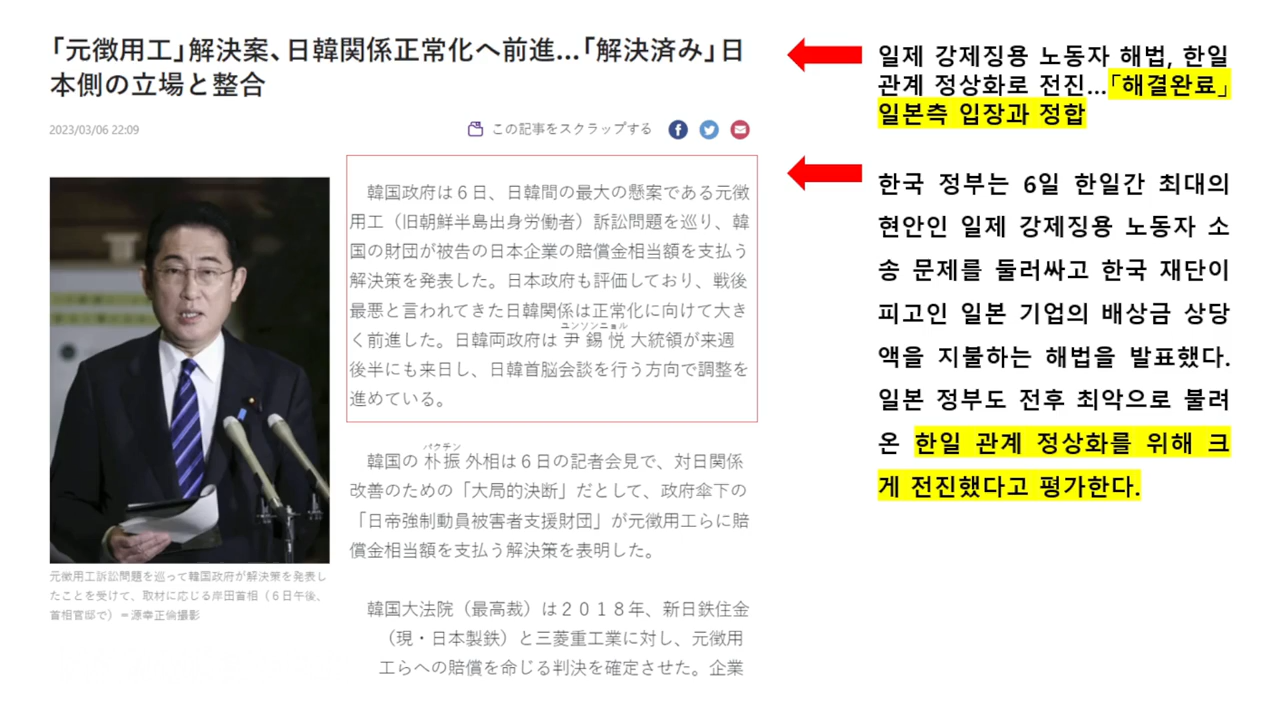 「元徴用工」解決案、日韓関係正常化へ前進…「解決済み」日
本側の立場と整合
2023/03/06 22:09
この記事をスクラップする
韓国政府は６日、日韓間の最大の懸案である元徴
用工（旧朝鮮半島出身労働者）訴訟問題を巡り、韓
国の財団が被告の日本企業の賠償金相当額を支払う
解決策を発表した。日本政府も評価しており、戦後
最悪と言われてきた日韓関係は正常化に向けて大き
ユンソンニョル
く前進した。日韓両政府は尹錫悦大統領が来週
後半にも来日し、日韓首脳会談を行う方向で調整を
進めている。
パクチン
韓国の朴振外相は６日の記者会見で、対日関係
改善のための「大局的決断」だとして、政府傘下の
「日帝強制動員被害者支援財団」が元徴用工らに賠
償金相当額を支払う解決策を表明した。
韓国大法院（最高裁）は２０１８年、新日鉄住金
（現・日本製鉄）と三菱重工業に対し、元徴用
工らへの賠償を命じる判決を確定させた。企業
元徴用工訴訟問題を巡って韓国政府が解決策を発表し
たことを受けて、取材に応じる岸田首相（６日午後、
首相官邸で）＝源幸正倫撮影
일제 강제징용 노동자 해법, 한일
관계 정상화로 전진...「해결완료」
일본측 입장과 정합
한국 정부는 6일 한일간 최대의
현안인 일제 강제징용 노동자 소
송 문제를 둘러싸고 한국 재단이
피고인 일본 기업의 배상금 상당
액을 지불하는 해법을 발표했다.
일본 정부도 전후 최악으로 불려
온 한일 관계 정상화를 위해 크
게 전진했다고 평가한다.